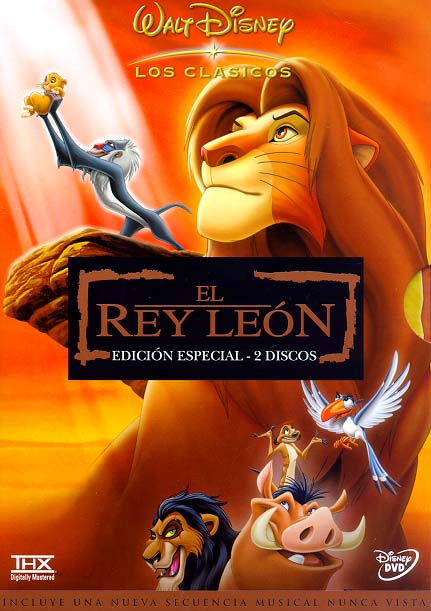 WALT DISNEY
LOS CLASICOS
EL
REY LEÓN
EDICIÓN ESPECIAL - 2 DISCOS
THX
Digitally Mastered
Disney
DVD
INCLUYE UNA NUEVA SECUENCIA MUSICAL NUNCA VISTA